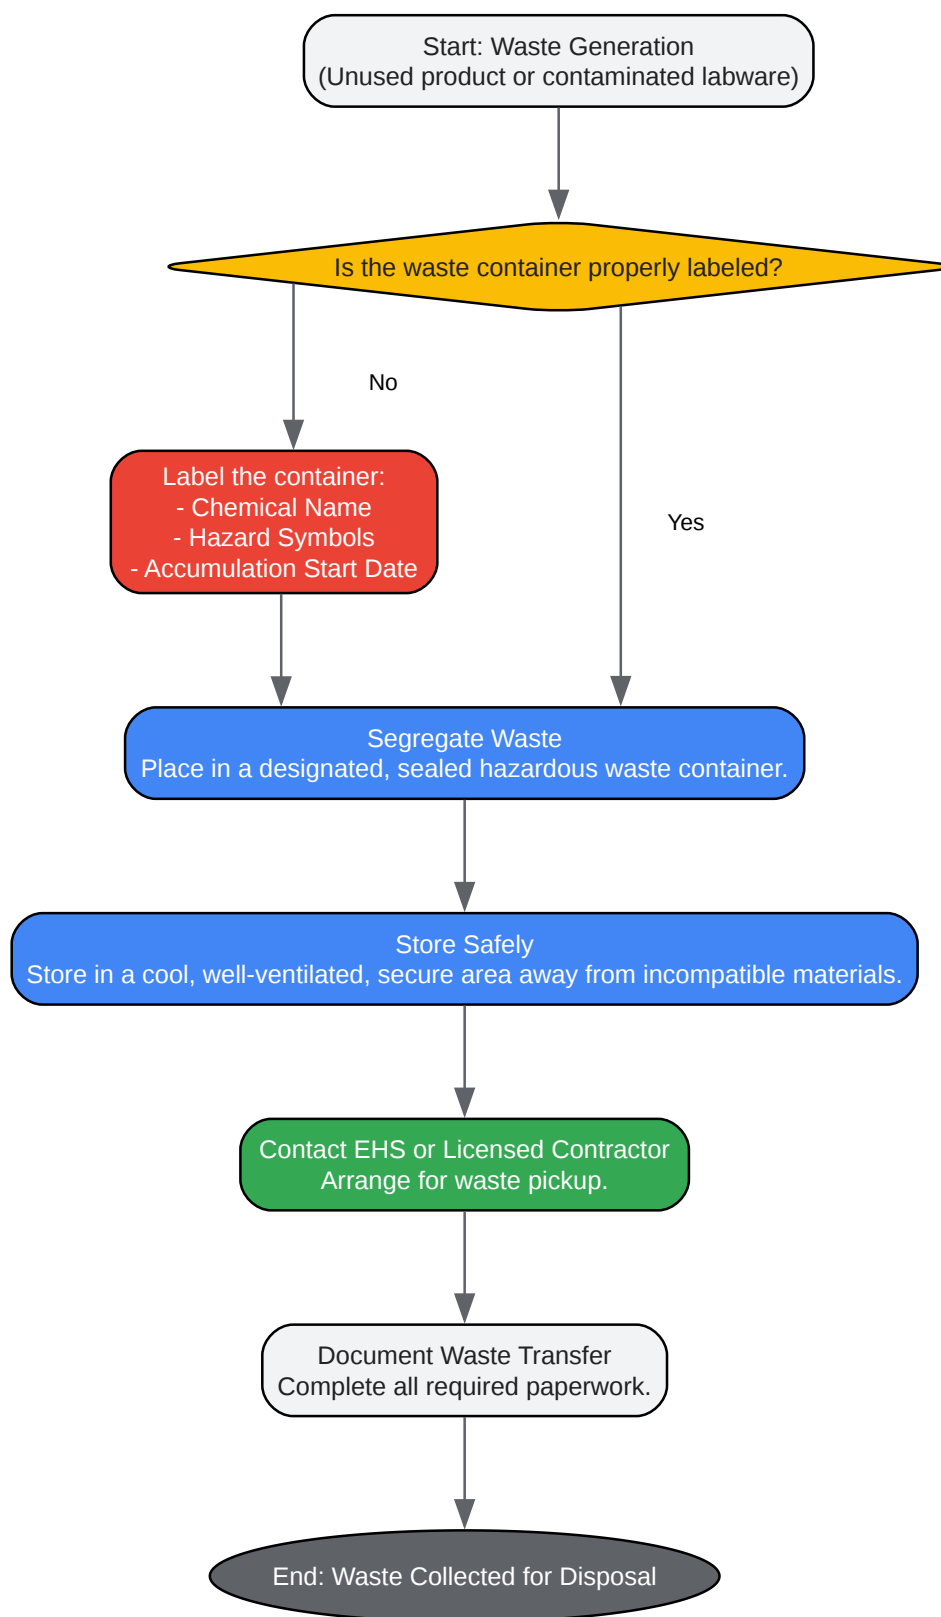 Start: Waste Generation
(Unused product or contaminated labware)
Is the waste container properly labeled?
No
Label the container:
- Chemical Name
- Hazard Symbols
- Accumulation Start Date
Yes
Segregate Waste
Place in a designated, sealed hazardous waste container.
Store Safely
Store in a cool, well-ventilated, secure area away from incompatible materials.
Contact EHS or Licensed Contractor
Arrange for waste pickup.
Document Waste Transfer
Complete all required paperwork.
End: Waste Collected for Disposal